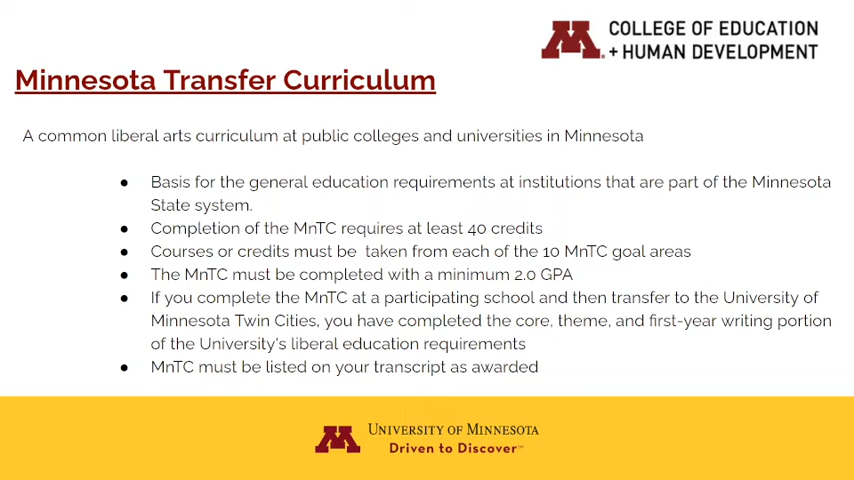 COLLEGE OF EDUCATION
+ HUMAN DEVELOPMENT
Minnesota Transfer Curriculum
A common liberal arts curriculum at public colleges and universities in Minnesota
● Basis for the general education requirements at institutions that are part of the Minnesota
State system.
● Completion of the MnTC requires at least 40 credits
● Courses or credits must be  taken from each of the 10 MnTC goal areas
● The MnTC must be completed with a minimum 2.0 GPA
● If you complete the MnTC at a participating school and then transfer to the University of
Minnesota Twin Cities, you have completed the core, theme, and first-year writing portion
of the University's liberal education requirements
● MnTC must be listed on your transcript as awarded
M UNIVERSITY OF MINNESOTA
Driven to Discover℠